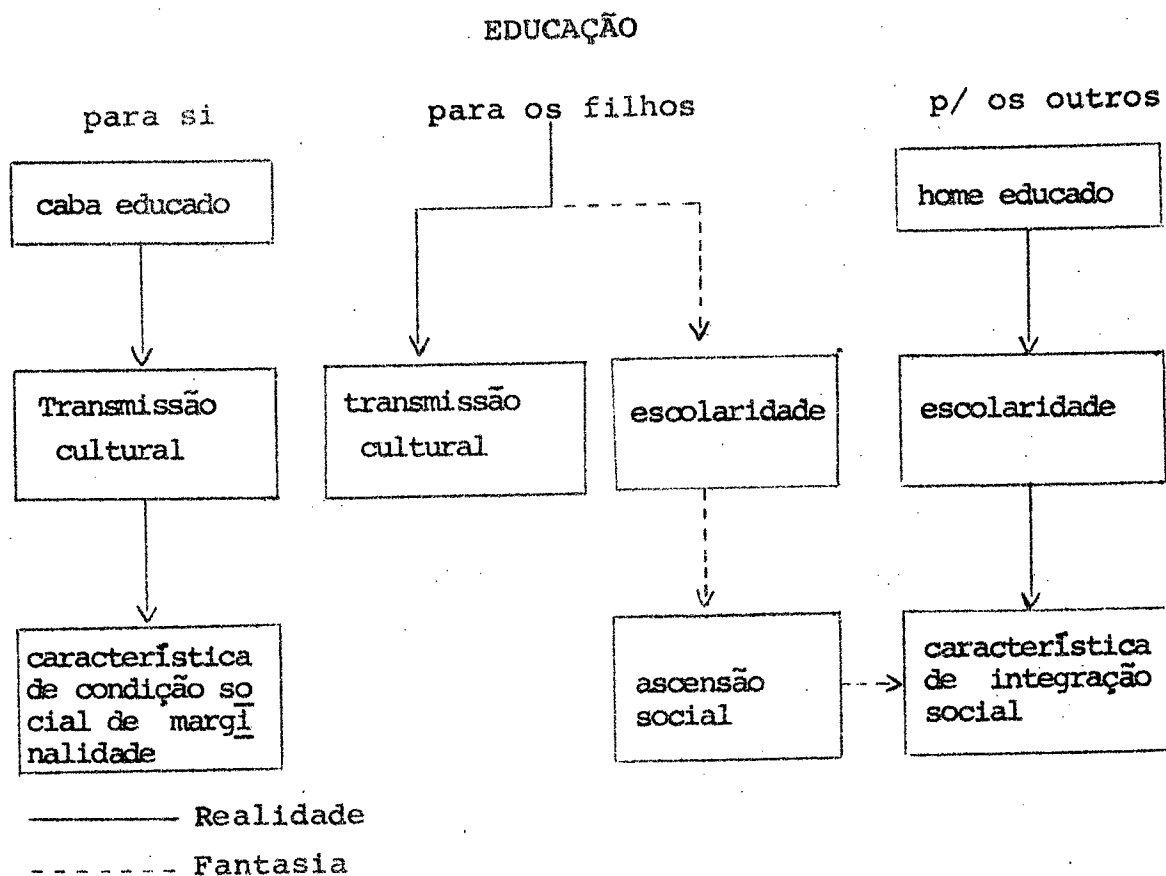 EDUCAÇÃO
para si
para os filhos
p/ os outros
caba educado
home educado
Transmissão
cultural
transmissão
cultural
escolaridade
escolaridade
característica
de condição so
cial de margi
nalidade
ascensão
social
característica
de integração
social
Realidade
Fantasia